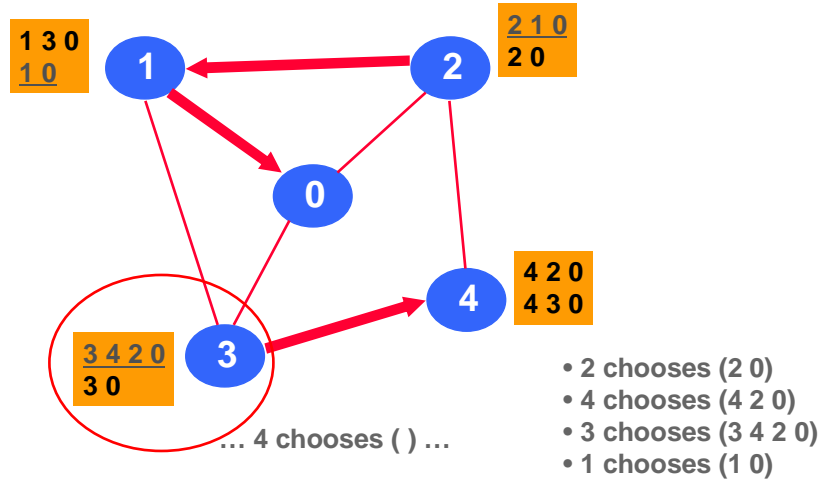 1 3 0
1 0
1
2
2 1 0
2 0
0
4
4 2 0
4 3 0
3 4 2 0
3 0
3
… 4 chooses ( ) …
• 2 chooses (2 0)
• 4 chooses (4 2 0)
• 3 chooses (3 4 2 0)
• 1 chooses (1 0)